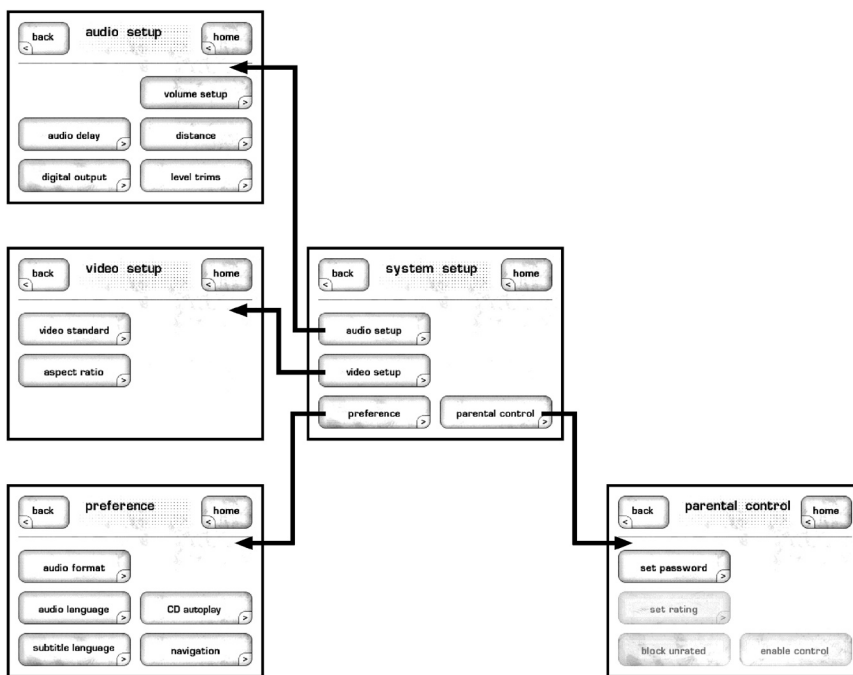 back
audio setup
home
volume setup
audio delay
distance
digital output
level trims
back
video setup
home
video standard
aspect ratio
back
system setup
home
audio setup
video setup
preference
parental control
back
preference
home
audio format
audio language
CD autoplay
subtitle language
navigation
back
parental control
home
set password
set rating
block unrated
enable control